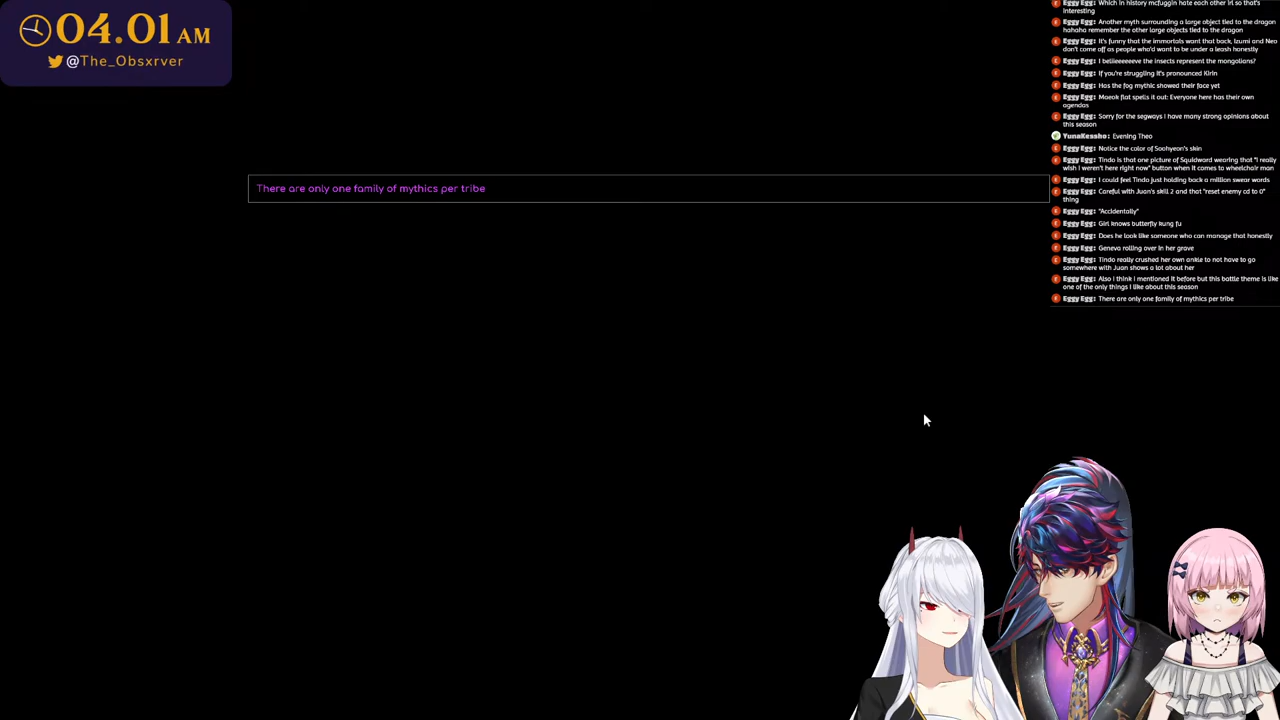 04.01 AM
@The_Obsxrver
There are only one family of mythics per tribe
Eggy Egg: Which in history mcfuggin hate each other irl so that's
interesting
Eggy Egg: Another myth surrounding a large object tied to the dragon
hahaha remember the other large objects tied to the dragon
Eggy Egg: It's funny that the immortals want that back, Izumi and Neo
don't come off as people who'd want to be under a leash honestly
Eggy Egg: I belieeeeeeve the insects represent the mongolians?
Eggy Egg: If you're struggling it's pronounced Kirin
Eggy Egg: Has the fog mythic showed their face yet
Eggy Egg: Maeok flat spells it out: Everyone here has their own
agendas
Eggy Egg: Sorry for the segways i have many strong opinions about
this season
YunaKessho: Evening Theo
Eggy Egg: Notice the color of Soohyeon's skin
Eggy Egg: Tindo is that one picture of Squidward wearing that "I really
wish i weren't here right now" button when it comes to wheelchair man
Eggy Egg: I could feel Tindo just holding back a million swear words
Eggy Egg: Careful with Juan's skill 2 and that "reset enemy cd to 0"
thing
Eggy Egg: "Accidentally"
Eggy Egg: Girl knows butterfly kung fu
Eggy Egg: Does he look like someone who can manage that honestly
Eggy Egg: Geneva rolling over in her grave
Eggy Egg: Tindo really crushed her own ankle to not have to go
somewhere with Juan shows a lot about her
Eggy Egg: Also i think i mentioned it before but this battle theme is like
one of the only things i like about this season
Eggy Egg: There are only one family of mythics per tribe